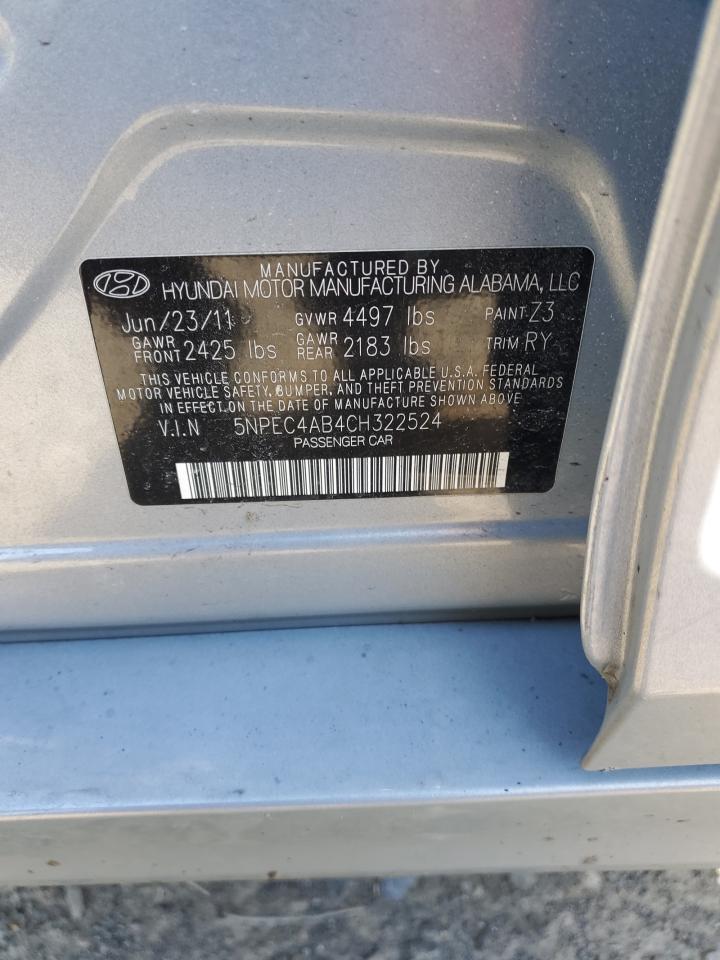 MANUFACTURED BY
HYUNDAI MOTOR MANUFACTURING ALABAMA, LLC
Jun/23/11 GVWR 4497 lbs PAINT Z3
GAWR FRONT 2425 lbs GAWR REAR 2183 lbs TRIM RY
THIS VEHICLE CONFORMS TO ALL APPLICABLE U.S.A. FEDERAL
MOTOR VEHICLE SAFETY, BUMPER, AND THEFT PREVENTION STANDARDS
IN EFFECT ON THE DATE OF MANUFACTURE SHOWN ABOVE
V.I.N 5NPEC4AB4CH322524
PASSENGER CAR